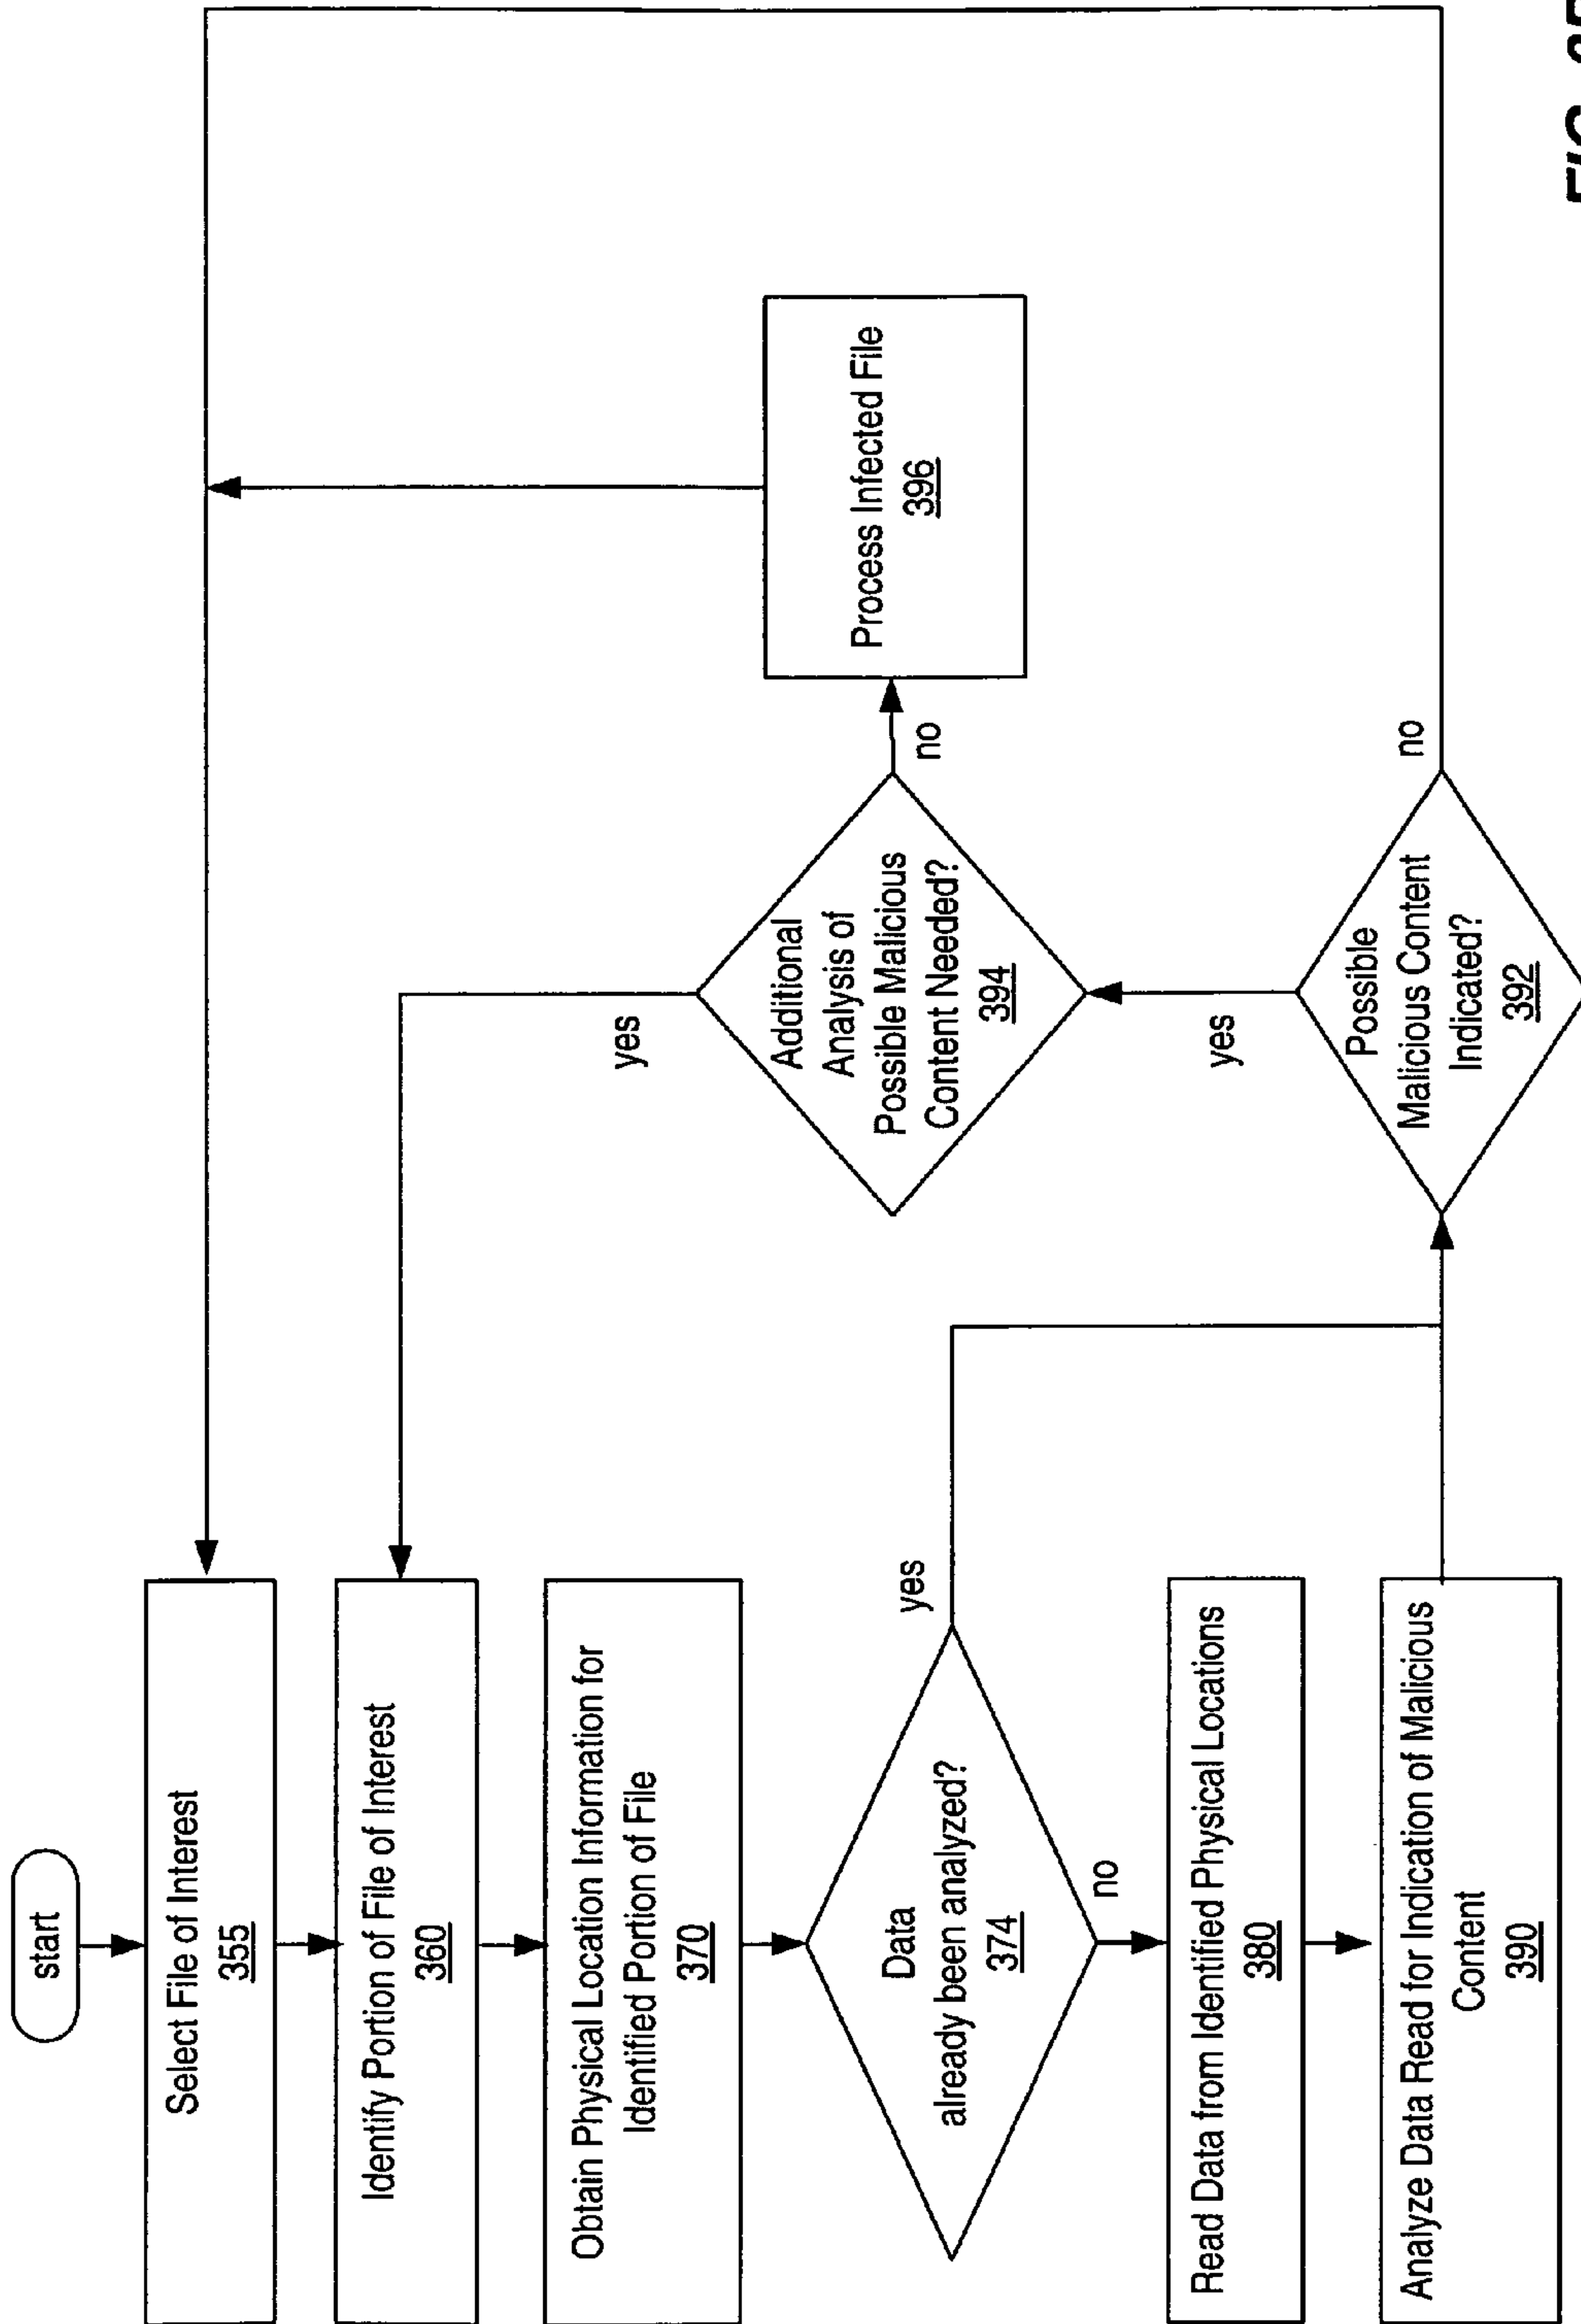 start
Select File of Interest
355
Identify Portion of File of Interest
360
Obtain Physical Location Information for
Identified Portion of File
370
Data
already been analyzed?
374
yes
no
Read Data from Identified Physical Locations
380
Analyze Data Read for Indication of Malicious
Content
390
Possible
Malicious Content
Indicated?
392
yes
no
Additional
Analysis of
Possible Malicious
Content Needed?
394
yes
no
Process Infected File
396
FIG.